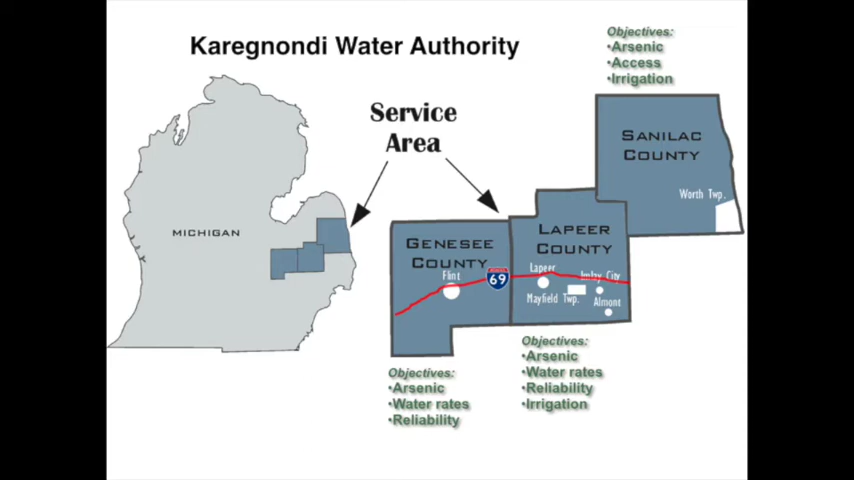 Karegnondi Water Authority
Objectives:
•Arsenic
•Access
•Irrigation
Service
Area
MICHIGAN
SANILAC
COUNTY
Worth Twp.
LAPEER
COUNTY
Lapeer
Imlay City
Mayfield Twp.
Almont
GENESEE
COUNTY
Flint
69
Objectives:
•Arsenic
•Water rates
•Reliability
Objectives:
•Arsenic
•Water rates
•Reliability
•Irrigation